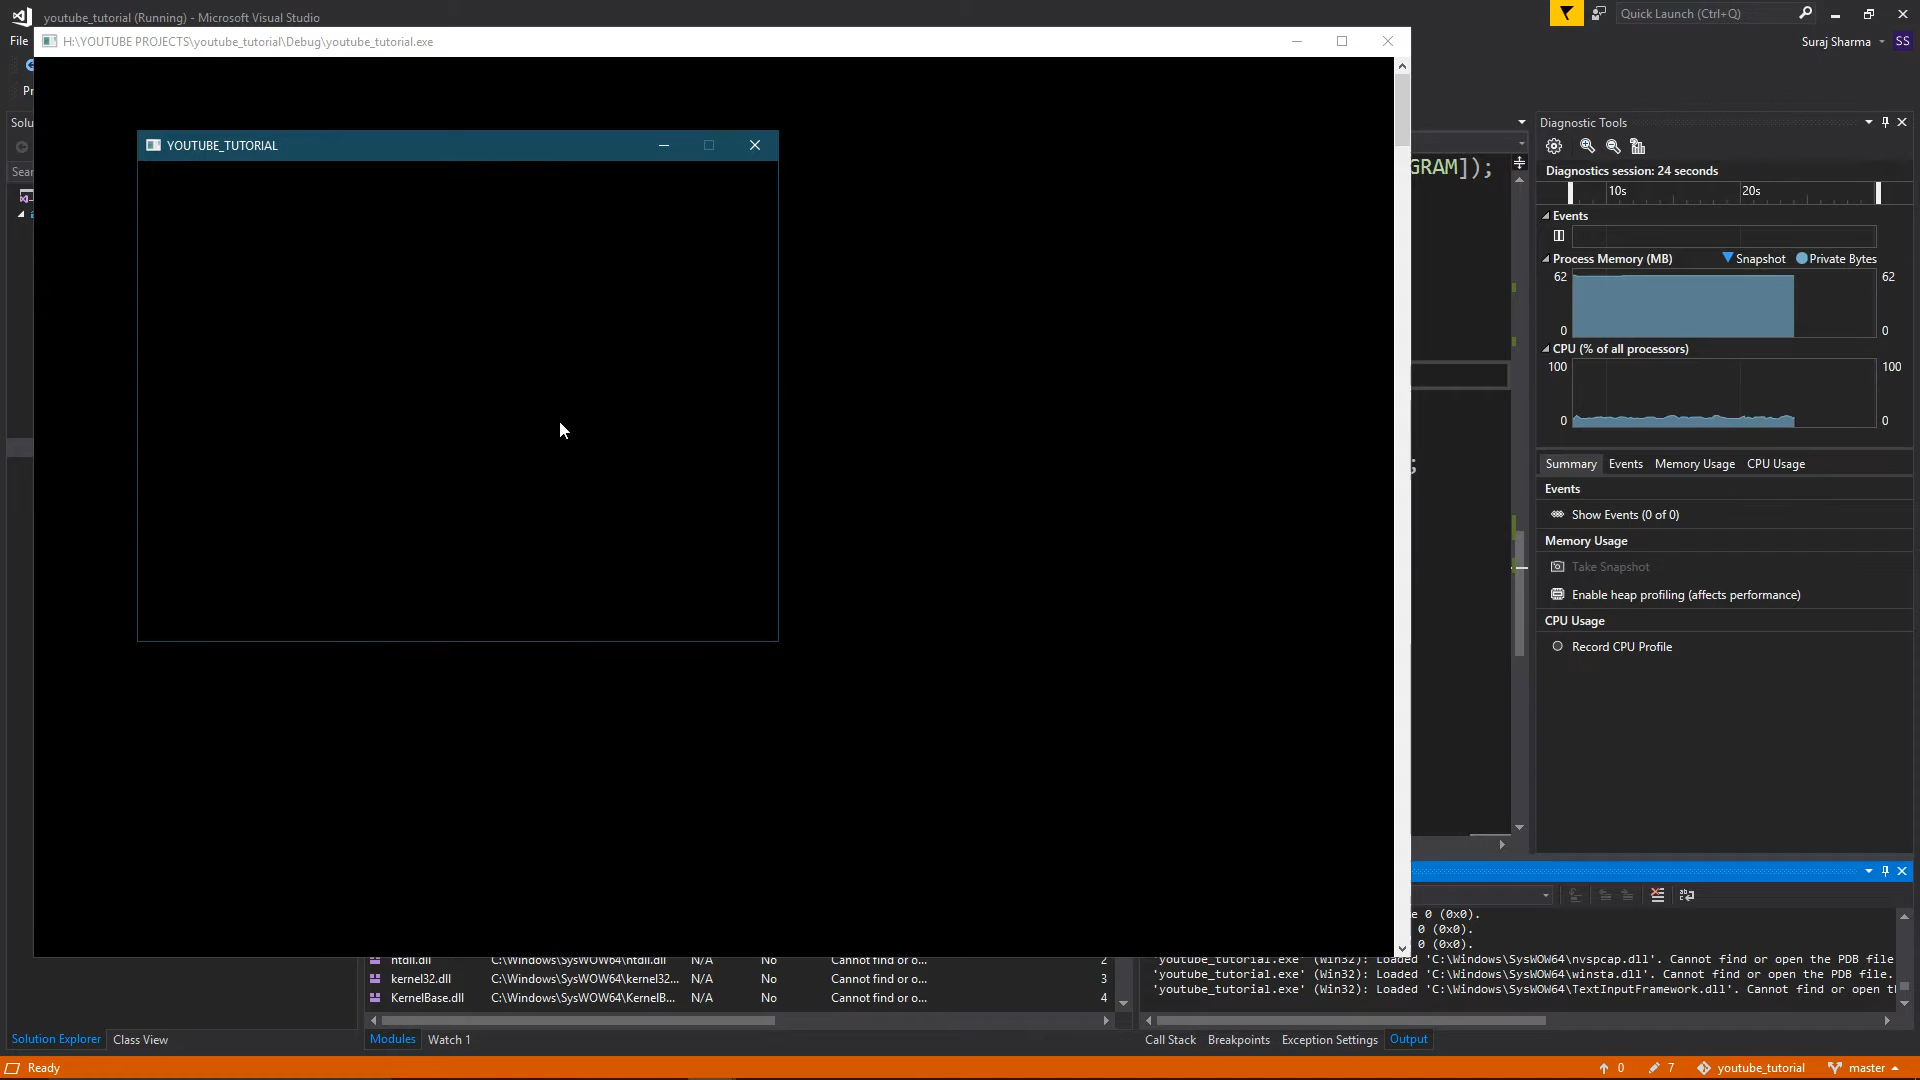 youtube_tutorial (Running) - Microsoft Visual Studio
Quick Launch (Ctrl+Q)
File
H:\YOUTUBE PROJECTS\youtube_tutorial\Debug\youtube_tutorial.exe
Suraj Sharma
SS
Solu
Sear
YOUTUBE_TUTORIAL
GRAM]);
;
Diagnostic Tools
Diagnostics session: 24 seconds
10s
20s
Events
Process Memory (MB)
Snapshot
Private Bytes
62
62
0
0
CPU (% of all processors)
100
100
0
0
Summary
Events
Memory Usage
CPU Usage
Events
Show Events (0 of 0)
Memory Usage
Take Snapshot
Enable heap profiling (affects performance)
CPU Usage
Record CPU Profile
e 0 (0x0).
0 (0x0).
0 (0x0).
ntdll.dll C:\Windows\SysWOW64\ntdll.dll N/A No Cannot find or o... 2
kernel32.dll C:\Windows\SysWOW64\kernel32... N/A No Cannot find or o... 3
KernelBase.dll C:\Windows\SysWOW64\KernelB... N/A No Cannot find or o... 4
'youtube_tutorial.exe' (Win32): Loaded 'C:\Windows\SysWOW64\nvspcap.dll'. Cannot find or open the PDB file
'youtube_tutorial.exe' (Win32): Loaded 'C:\Windows\SysWOW64\winsta.dll'. Cannot find or open the PDB file.
'youtube_tutorial.exe' (Win32): Loaded 'C:\Windows\SysWOW64\TextInputFramework.dll'. Cannot find or open t
Solution Explorer
Class View
Modules
Watch 1
Call Stack
Breakpoints
Exception Settings
Output
Ready
0
7
youtube_tutorial
master